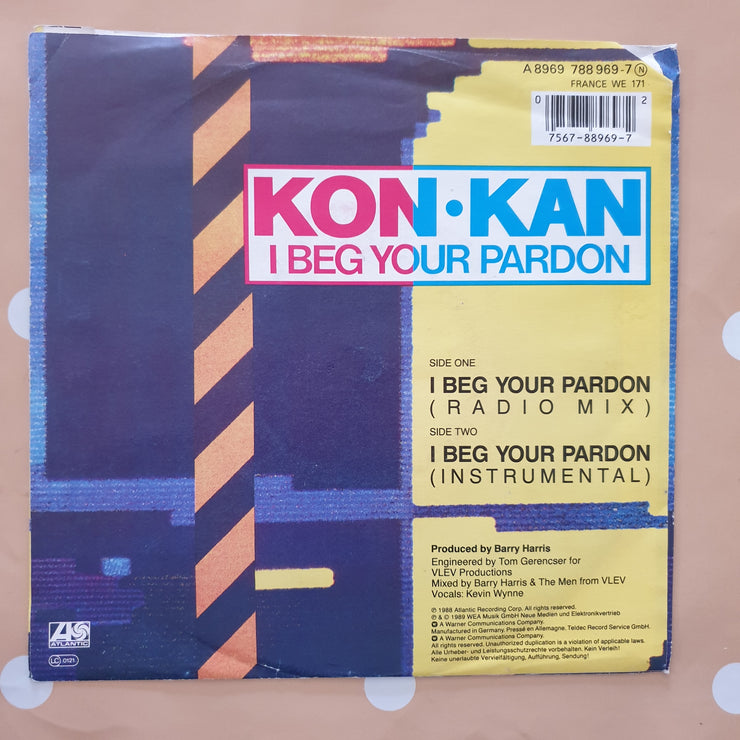 A 8969 788 969-7 N
FRANCE WE 171
0 2
7567-88969-7
KON·KAN
I BEG YOUR PARDON
SIDE ONE
I BEG YOUR PARDON
(RADIO MIX)
SIDE TWO
I BEG YOUR PARDON
(INSTRUMENTAL)
Produced by Barry Harris
Engineered by Tom Gerencser for
VLEV Productions
Mixed by Barry Harris & The Men from VLEV
Vocals: Kevin Wynne
℗ 1988 Atlantic Recording Corp. All rights reserved.
℗ & © 1989 WEA Musik GmbH Neue Medien und Elektronikvertrieb
A Warner Communications Company.
Manufactured in Germany. Pressé en Allemagne. Teldec Record Service GmbH.
A Warner Communications Company.
All rights reserved. Unauthorized duplication is a violation of applicable laws.
Alle Urheber- und Leistungsschutzrechte vorbehalten. Kein Verleih!
Keine unerlaubte Vervielfältigung, Aufführung, Sendung!
ATLANTIC
LC 0121